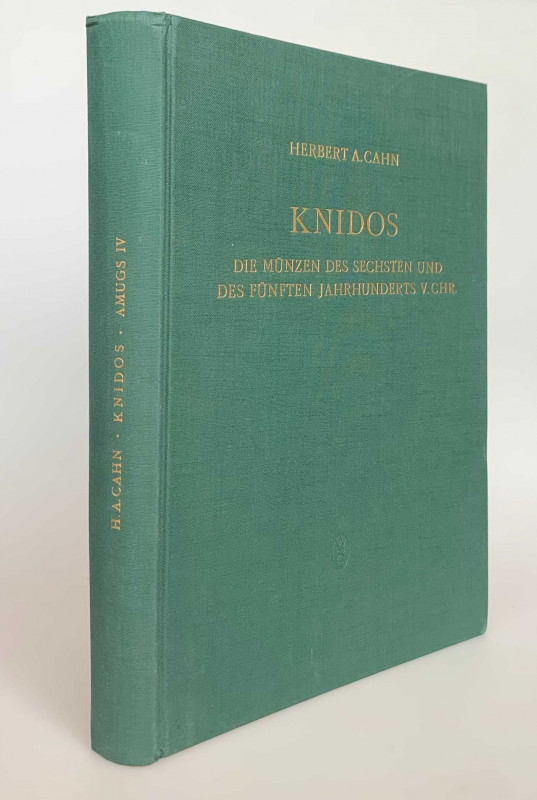 HERBERT A. CAHN
KNIDOS
DIE MÜNZEN DES SECHSTEN UND
DES FÜNFTEN JAHRHUNDERTS V. CHR.
H. A. CAHN · KNIDOS · AMUGS IV